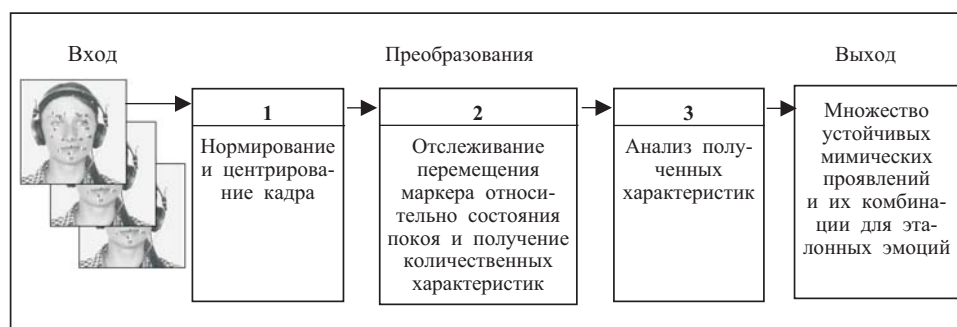 Вход
Преобразования
Выход
1
Нормирование
и центрирова-
ние кадра
2
Отслеживание
перемещения
маркера относи-
тельно состояния
покоя и получение
количественных
характеристик
3
Анализ полу-
ченных
характеристик
Множество
устойчивых
мимических
проявлений
и их комбина-
ции для эта-
лонных эмоций